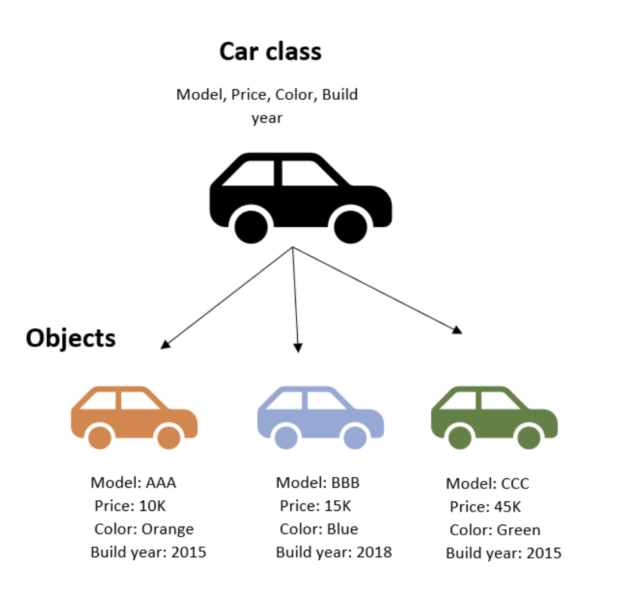 Car class
Model, Price, Color, Build
year
Objects
Model: AAA
Price: 10K
Color: Orange
Build year: 2015
Model: BBB
Price: 15K
Color: Blue
Build year: 2018
Model: CCC
Price: 45K
Color: Green
Build year: 2015